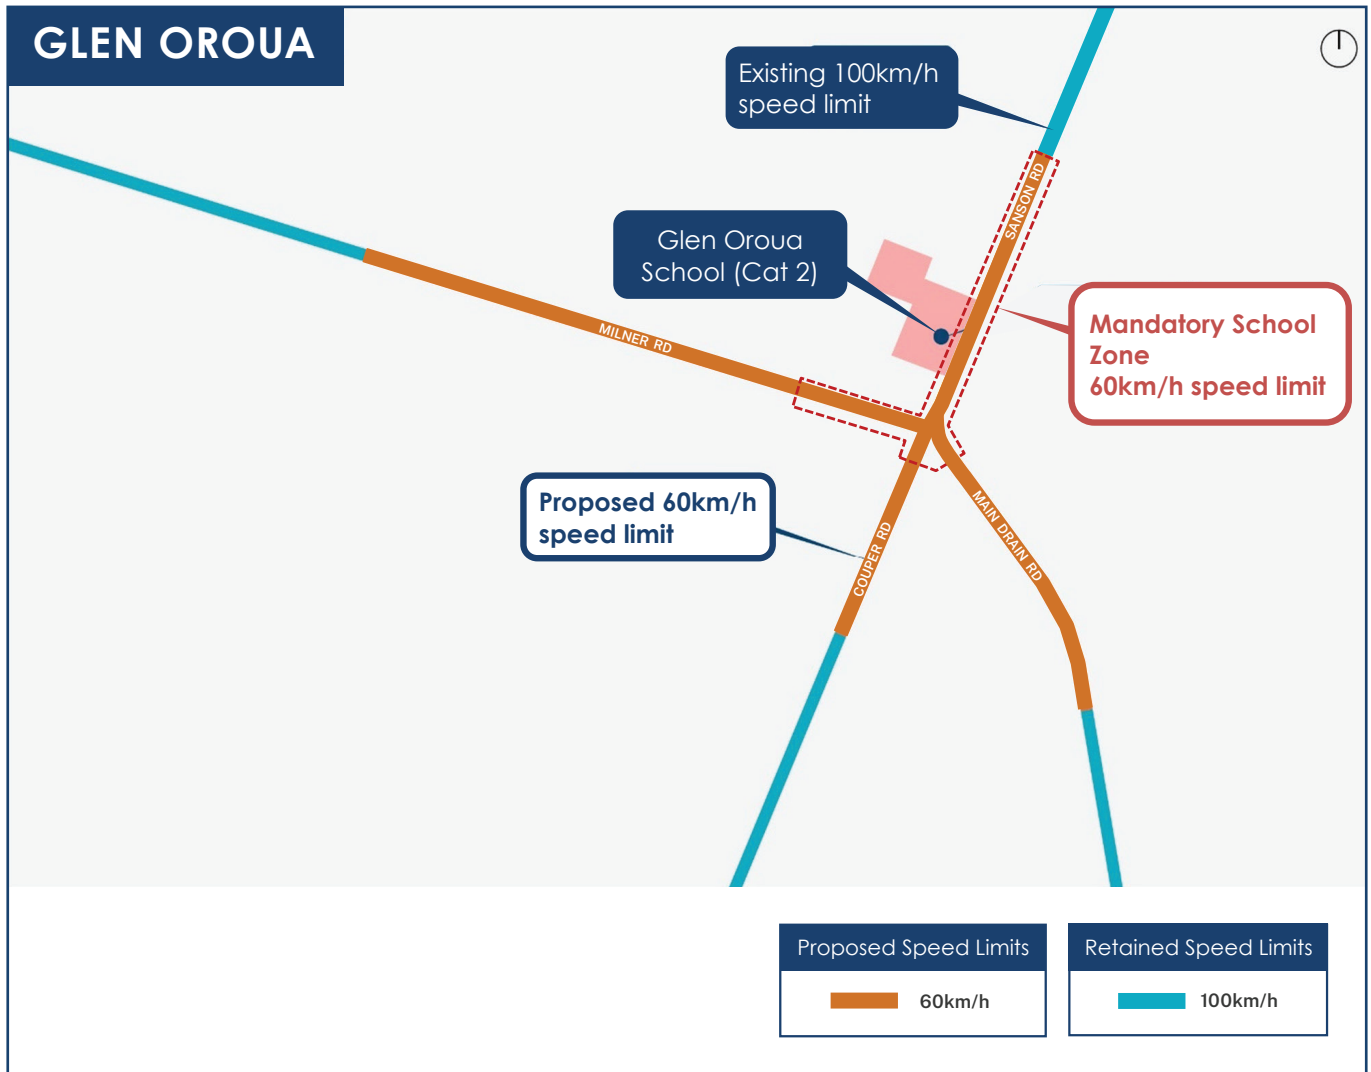 GLEN OROUA
Existing 100km/h
speed limit
SANSON RD
Glen Oroua
School (Cat 2)
Mandatory School
Zone
60km/h speed limit
MILNER RD
Proposed 60km/h
speed limit
COUPER RD
MAIN DRAIN RD
Proposed Speed Limits
60km/h
Retained Speed Limits
100km/h